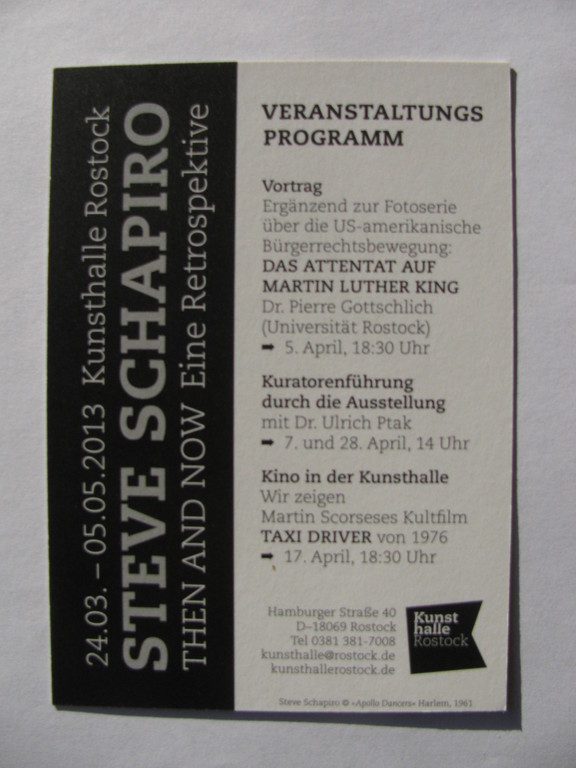 24.03. – 05.05.2013 Kunsthalle Rostock
STEVE SCHAPIRO
THEN AND NOW Eine Retrospektive
VERANSTALTUNGS
PROGRAMM
Vortrag
Ergänzend zur Fotoserie
über die US-amerikanische
Bürgerrechtsbewegung:
DAS ATTENTAT AUF
MARTIN LUTHER KING
Dr. Pierre Gottschlich
(Universität Rostock)
➡ 5. April, 18:30 Uhr
Kuratorenführung
durch die Ausstellung
mit Dr. Ulrich Ptak
➡ 7. und 28. April, 14 Uhr
Kino in der Kunsthalle
Wir zeigen
Martin Scorseses Kultfilm
TAXI DRIVER von 1976
➡ 17. April, 18:30 Uhr
Hamburger Straße 40
D–18069 Rostock
Tel 0381 381-7008
kunsthalle@rostock.de
kunsthallerostock.de
Kunst
halle
Rostock
Steve Schapiro © «Apollo Dancers» Harlem, 1961